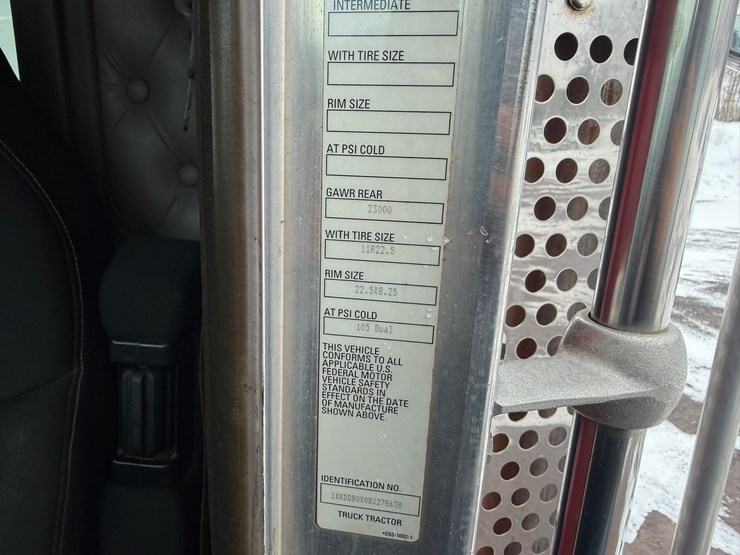 INTERMEDIATE
WITH TIRE SIZE
RIM SIZE
AT PSI COLD
GAWR REAR
23000
WITH TIRE SIZE
11R22.5
RIM SIZE
22.5X8.25
AT PSI COLD
105 Dual
THIS VEHICLE
CONFORMS TO ALL
APPLICABLE U.S.
FEDERAL MOTOR
VEHICLE SAFETY
STANDARDS IN
EFFECT ON THE DATE
OF MANUFACTURE
SHOWN ABOVE.
IDENTIFICATION NO.
TRUCK TRACTOR